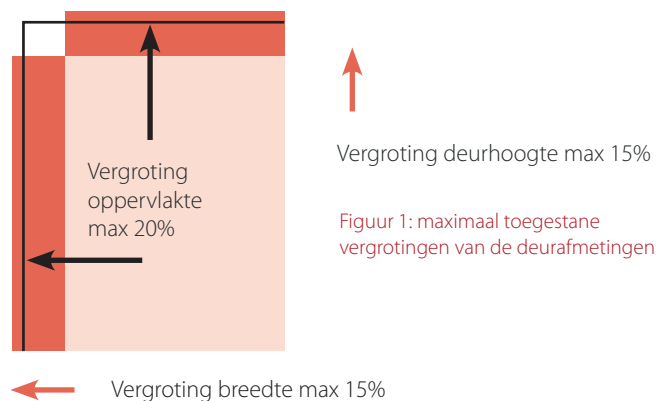 Vergroting
oppervlakte
max 20%
Vergroting deurhoogte max 15%
Figuur 1: maximaal toegestane
vergrotingen van de deurafmetingen
Vergroting breedte max 15%